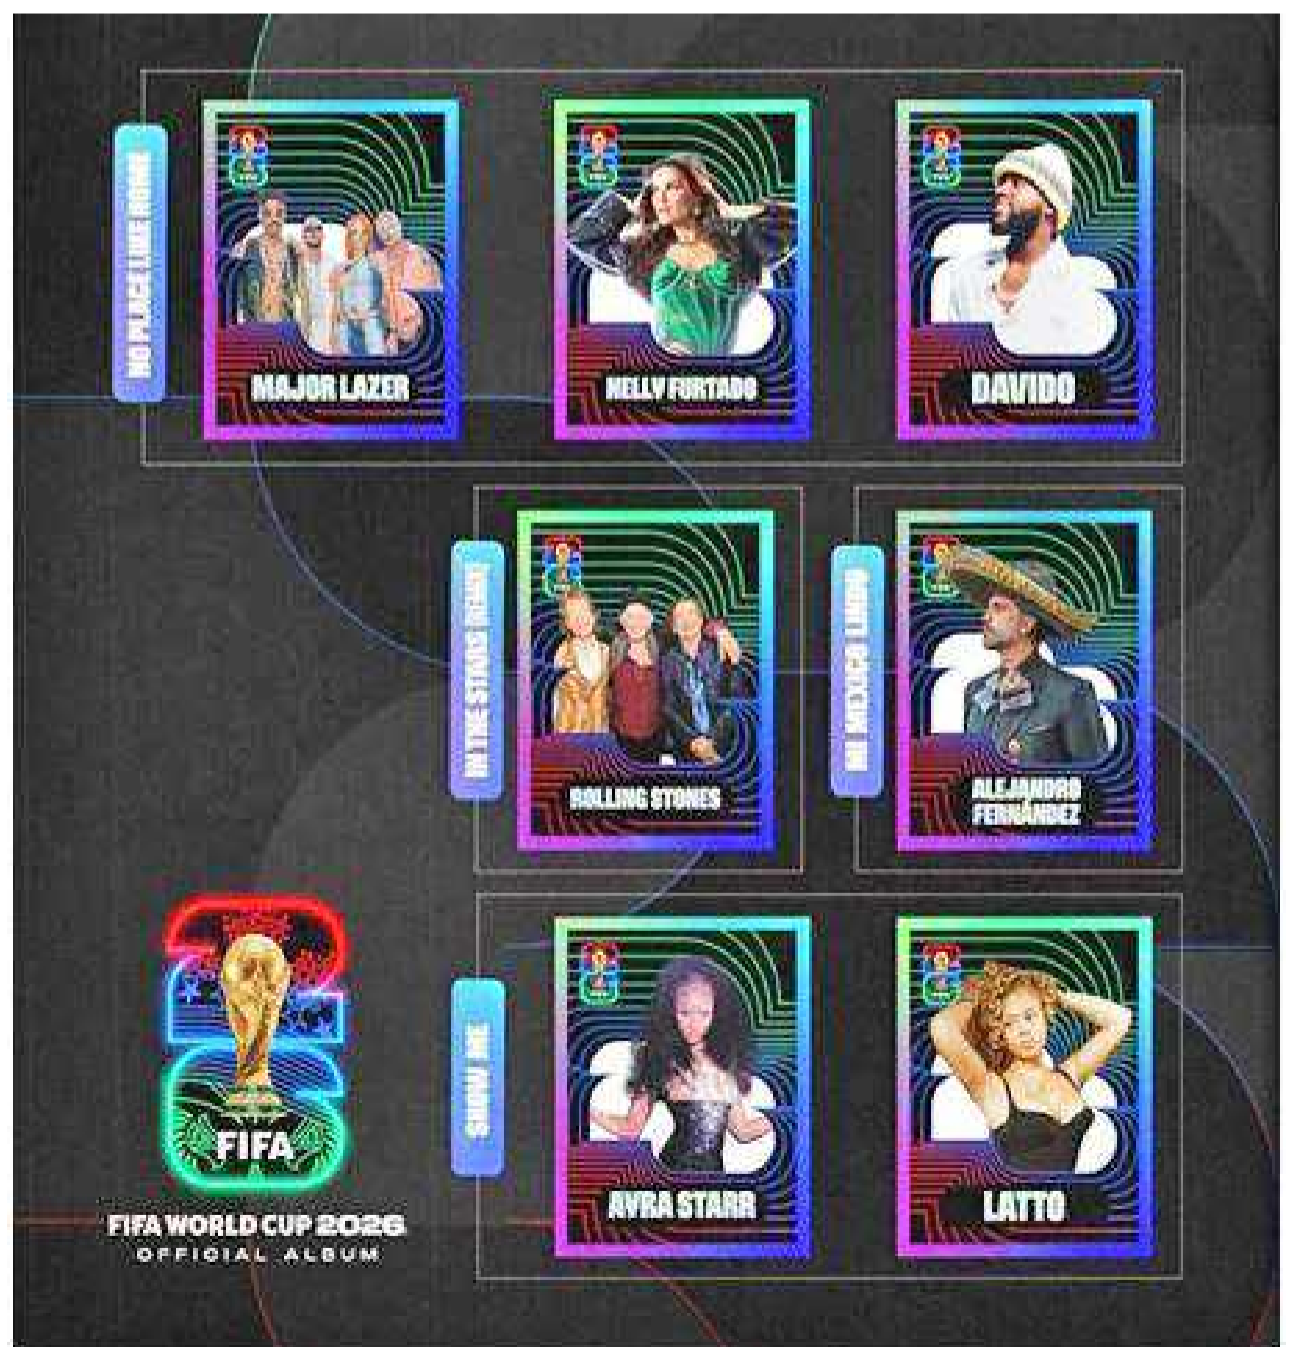 NO PLACE LIKE HOME
MAJOR LAZER
NELLY FURTADO
DAVIDO
IN THE STARS
ROLLING STONES
MI MEXICO LINDO
ALEJANDRO
FERNÁNDEZ
SHOW ME
AVRA STARR
LATTO
FIFA
FIFA WORLD CUP 2026
OFFICIAL ALBUM